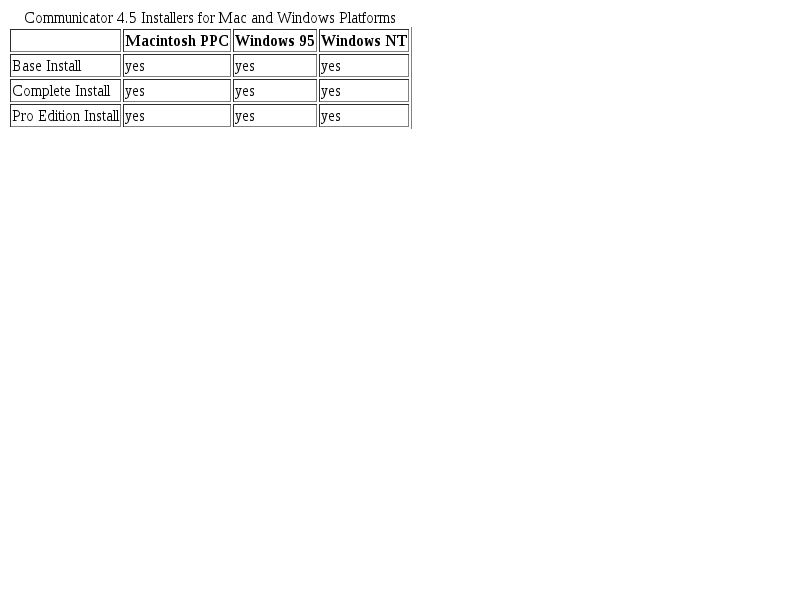 Communicator 4.5 Installers for Mac and Windows Platforms
Macintosh PPC Windows 95 Windows NT
Base Install yes yes yes
Complete Install yes yes yes
Pro Edition Install yes yes yes